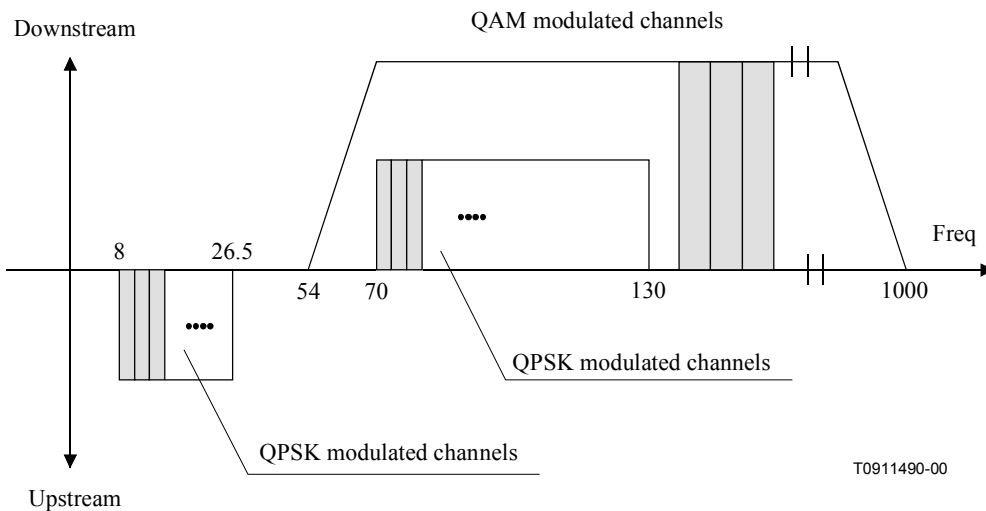 QAM modulated channels
Downstream
Freq
8
26.5
54
70
130
1000
QPSK modulated channels
QPSK modulated channels
T0911490-00
Upstream